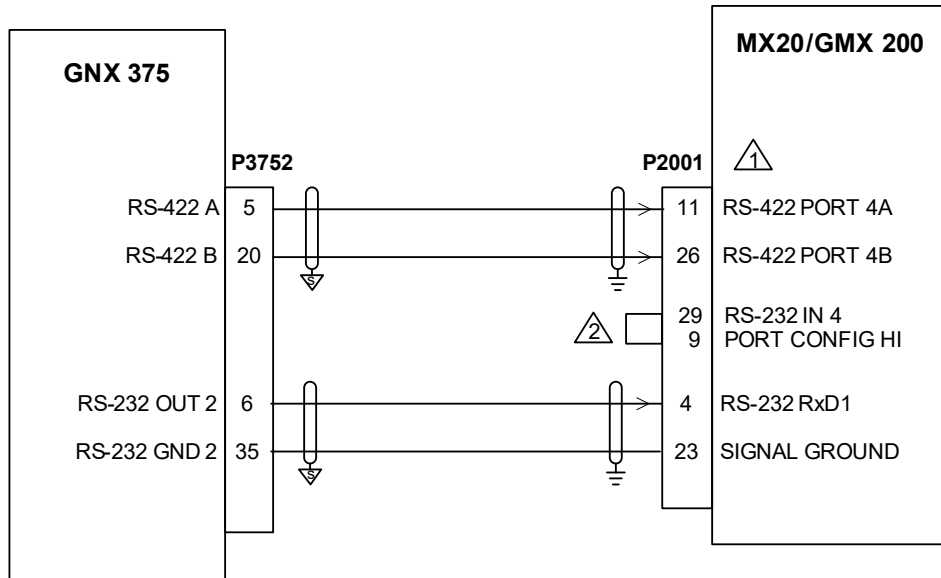 MX20/GMX 200
GNX 375
P3752
P2001
1
RS-422 A 5
11 RS-422 PORT 4A
RS-422 B 20
26 RS-422 PORT 4B
S
29 RS-232 IN 4
2
9 PORT CONFIG HI
RS-232 OUT 2 6
4 RS-232 RxD1
RS-232 GND 2 35
23 SIGNAL GROUND
S